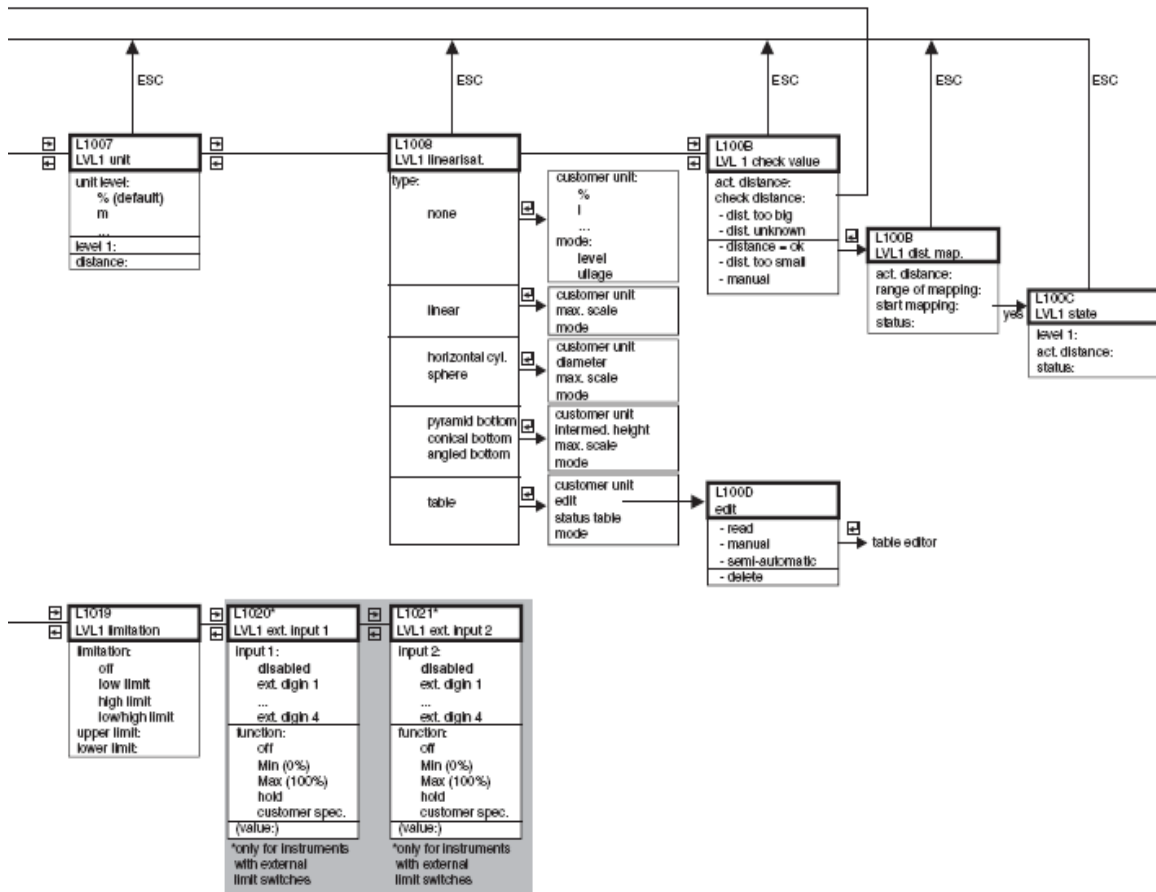 ESC
ESC
ESC
ESC
ESC
L1007
LVL1 unit
unit level:
% (default)
m
...
level 1:
distance:
L1008
LVL1 linearisat.
type:
none
linear
horizontal cyl.
sphere
pyramid bottom
conical bottom
angled bottom
table
customer unit:
%
l
...
mode:
level
ullage
customer unit
max. scale
mode
customer unit
diameter
max. scale
mode
customer unit
intermed. height
max. scale
mode
customer unit
edit
status table
mode
L100B
LVL 1 check value
act. distance:
check distance:
- dist. too big
- dist. unknown
- distance = ok
- dist. too small
- manual
L100B
LVL1 dist. map.
act. distance:
range of mapping:
start mapping:
status:
yes
L100C
LVL1 state
level 1:
act. distance:
status:
L100D
edit
- read
- manual
- semi-automatic
- delete
table editor
L1019
LVL1 limitation
limitation:
off
low limit
high limit
low/high limit
upper limit:
lower limit:
L1020*
LVL1 ext. input 1
input 1:
disabled
ext. digin 1
...
ext. digin 4
function:
off
Min (0%)
Max (100%)
hold
customer spec.
(value:)
*only for instruments
with external
limit switches
L1021*
LVL1 ext. input 2
input 2:
disabled
ext. digin 1
...
ext. digin 4
function:
off
Min (0%)
Max (100%)
hold
customer spec.
(value:)
*only for instruments
with external
limit switches